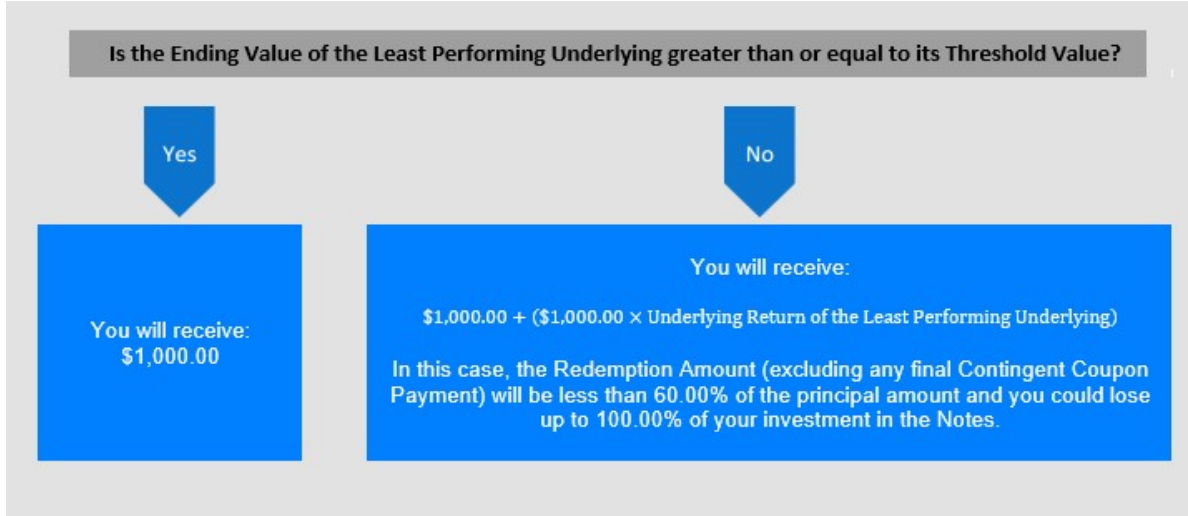 Is the Ending Value of the Least Performing Underlying greater than or equal to its Threshold Value?
Yes
No
You will receive:
$1,000.00
You will receive:
$1,000.00 + ($1,000.00 × Underlying Return of the Least Performing Underlying)
In this case, the Redemption Amount (excluding any final Contingent Coupon
Payment) will be less than 60.00% of the principal amount and you could lose
up to 100.00% of your investment in the Notes.